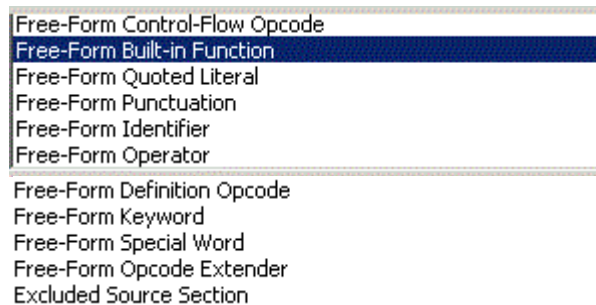 Free-Form Control-Flow Opcode
Free-Form Built-in Function
Free-Form Quoted Literal
Free-Form Punctuation
Free-Form Identifier
Free-Form Operator
Free-Form Definition Opcode
Free-Form Keyword
Free-Form Special Word
Free-Form Opcode Extender
Excluded Source Section